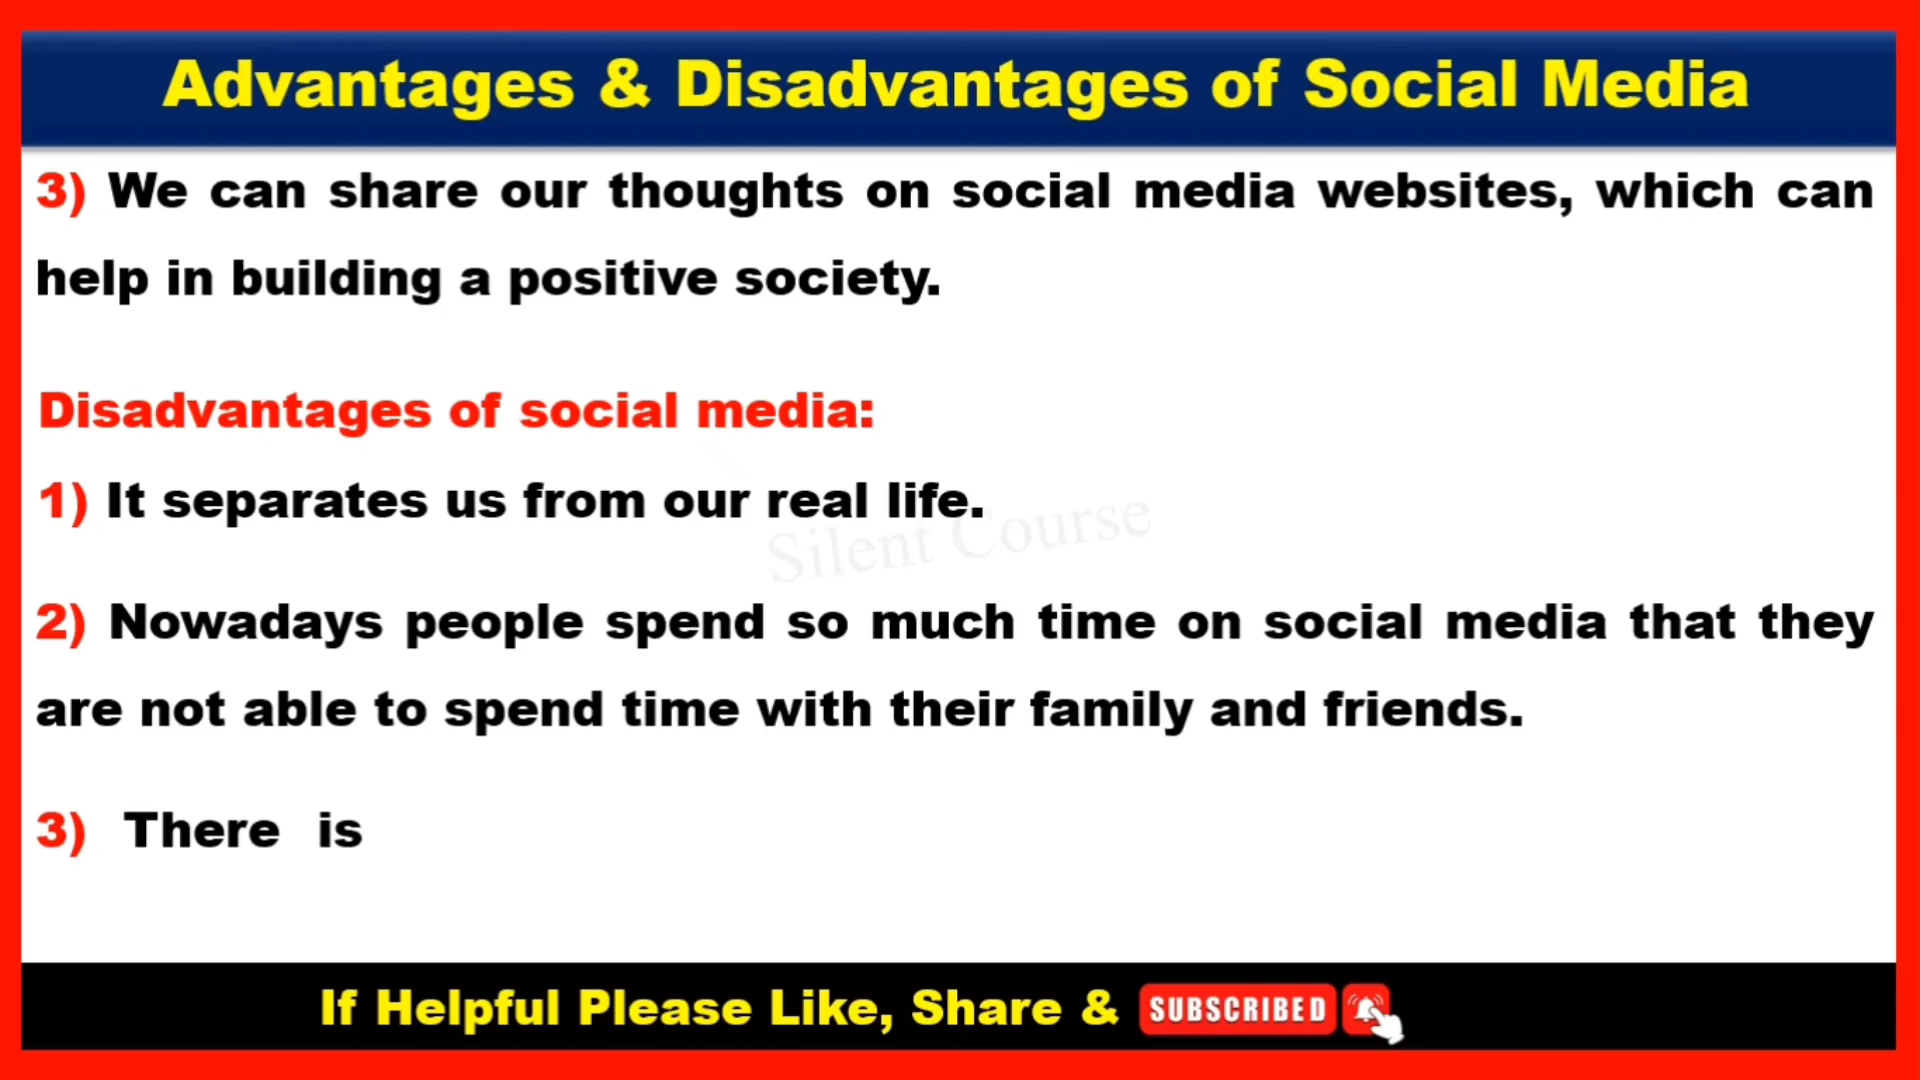 Advantages & Disadvantages of Social Media
3) We can share our thoughts on social media websites, which can
help in building a positive society.
Disadvantages of social media:
1) It separates us from our real life.
Silent Course
2) Nowadays people spend so much time on social media that they
are not able to spend time with their family and friends.
3) There is
If Helpful Please Like, Share & SUBSCRIBED